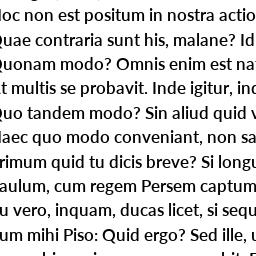 Hoc non est positum in nostra actio
Quae contraria sunt his, malane? Id
Quonam modo? Omnis enim est nat
t multis se probavit. Inde igitur, inq
Quo tandem modo? Sin aliud quid v
Haec quo modo conveniant, non sa
rimum quid tu dicis breve? Si longu
aulum, cum regem Persem captum
u vero, inquam, ducas licet, si sequ
um mihi Piso: Quid ergo? Sed ille, u